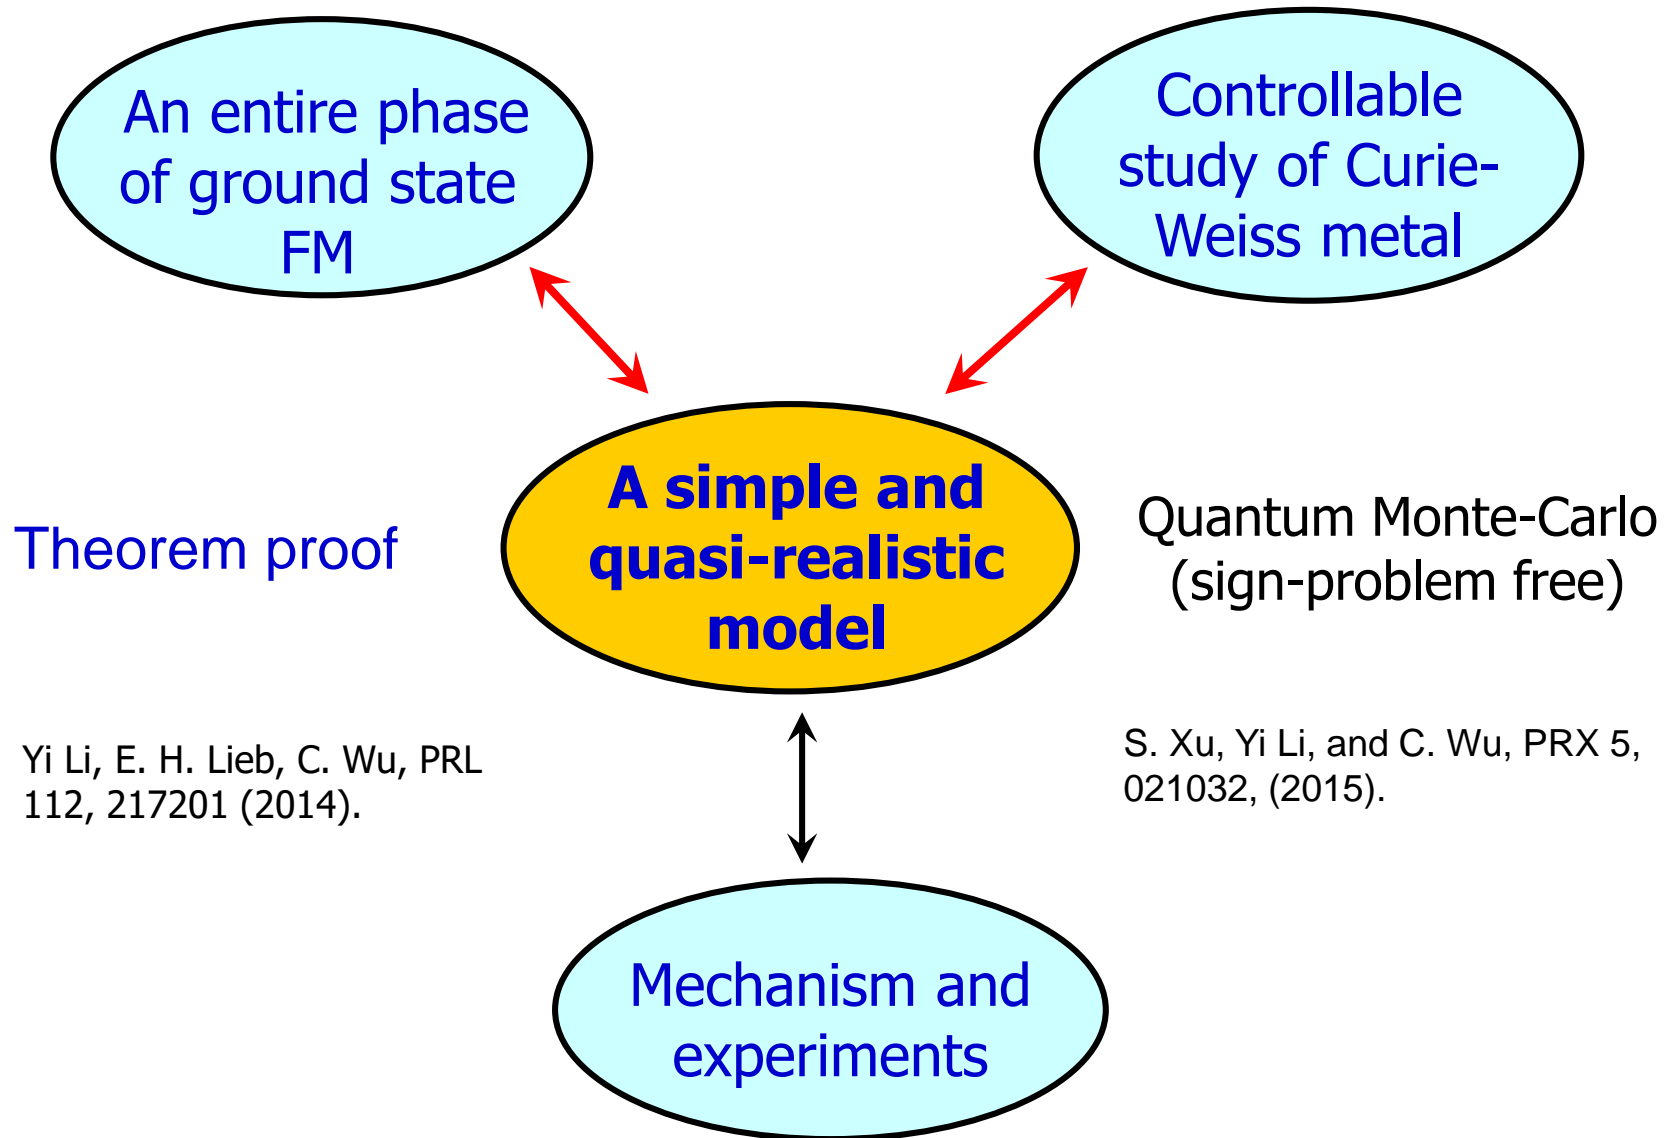 An entire phase
of ground state
FM
Controllable
study of Curie-
Weiss metal
A simple and
quasi-realistic
model
Theorem proof
Quantum Monte-Carlo
(sign-problem free)
Yi Li, E. H. Lieb, C. Wu, PRL
112, 217201 (2014).
S. Xu, Yi Li, and C. Wu, PRX 5,
021032, (2015).
Mechanism and
experiments